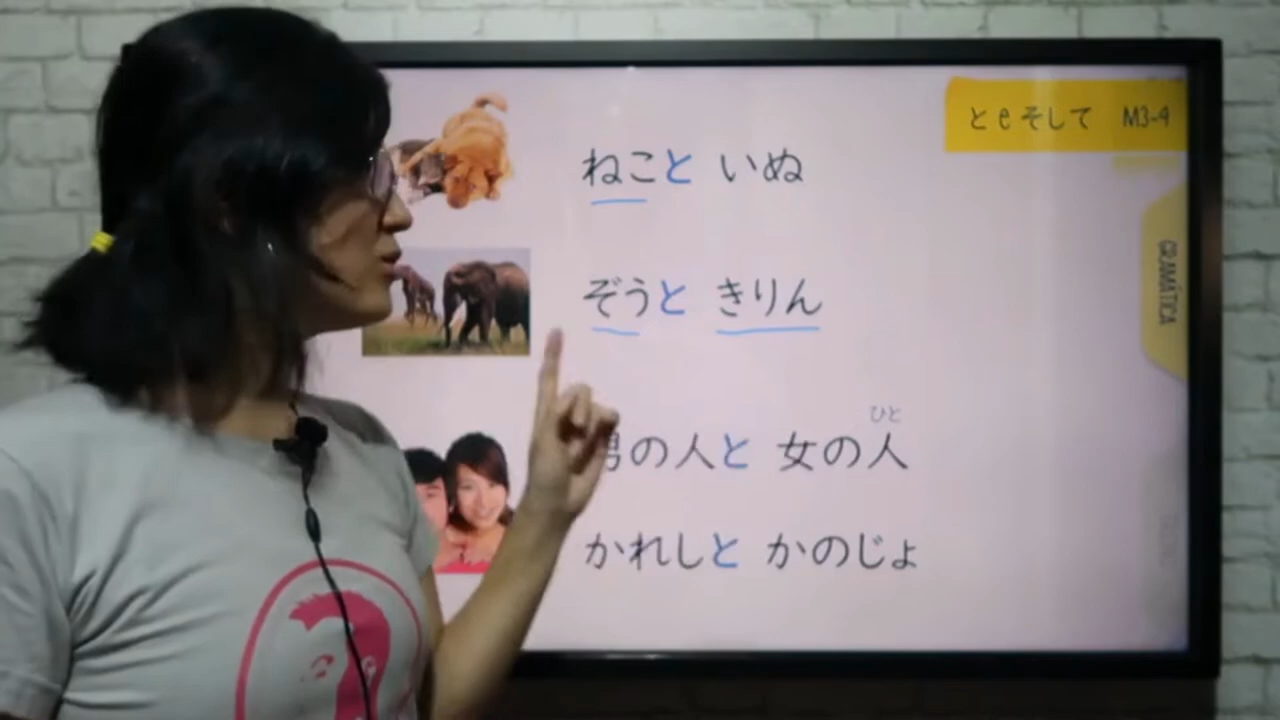 と e そして M3-4
ねこと いぬ
GRAMÁTICA
ぞうと きりん
ひと
男の人と 女の人
かれしと かのじょ